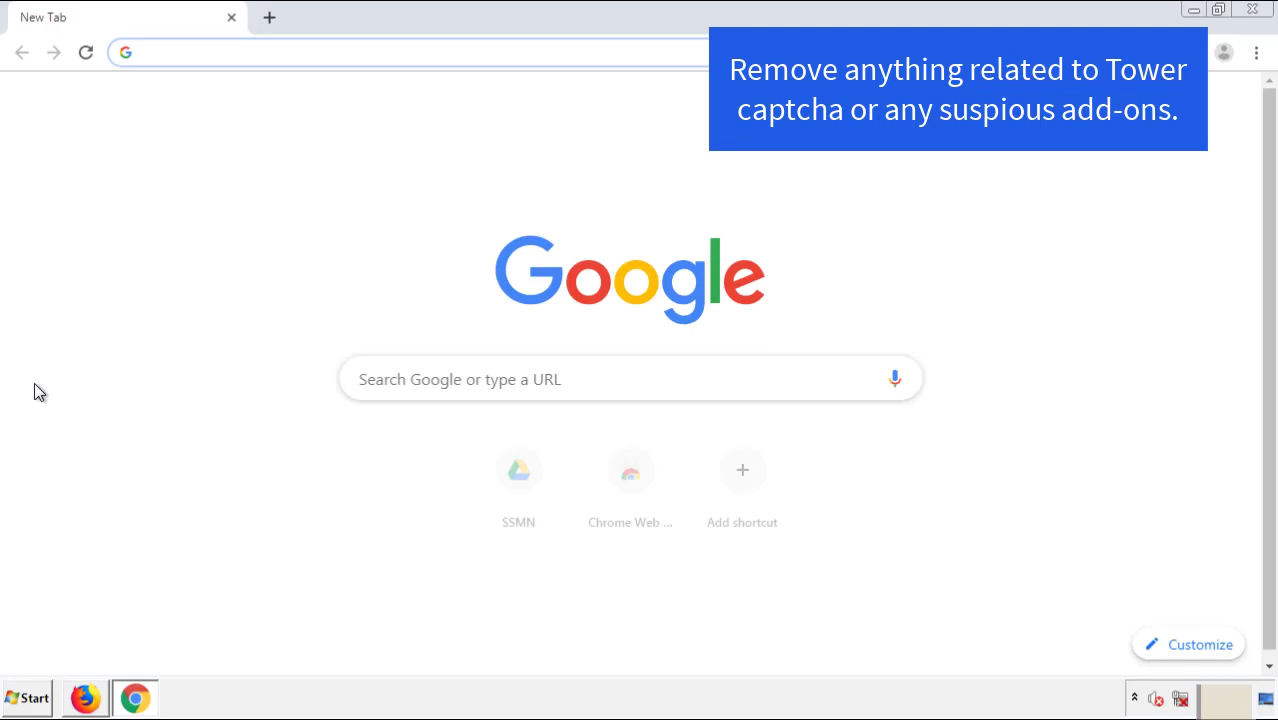 New Tab
Remove anything related to Tower
captcha or any suspious add-ons.
Google
Search Google or type a URL
SSMN
Chrome Web ...
Add shortcut
Customize
Start